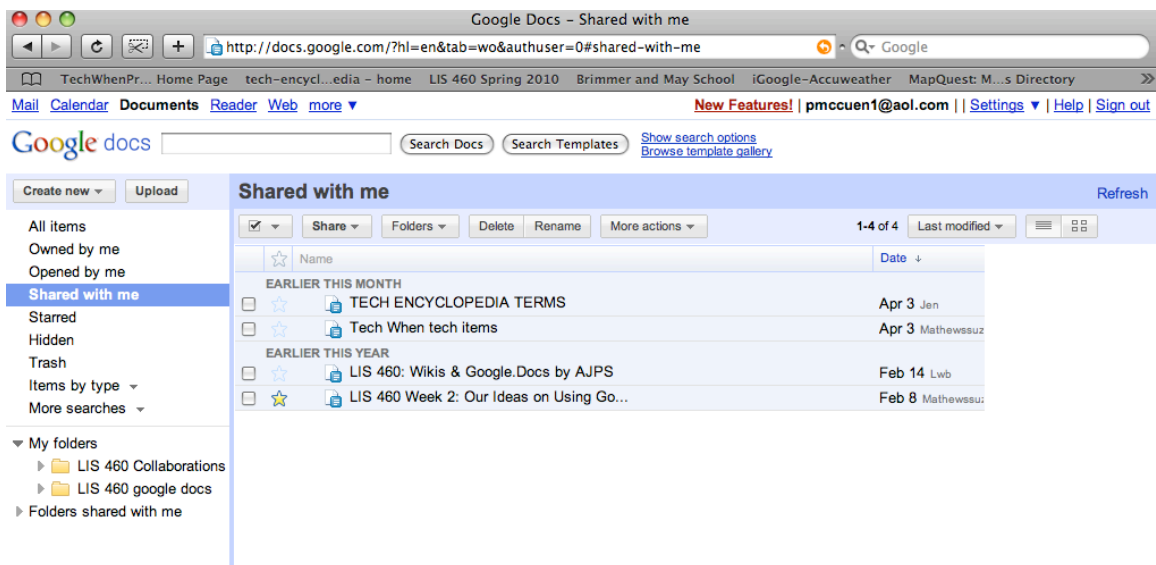 Google Docs - Shared with me
http://docs.google.com/?hl=en&tab=wo&authuser=0#shared-with-me
Google
TechWhenPr... Home Page tech-encycl...edia - home LIS 460 Spring 2010 Brimmer and May School iGoogle-Accuweather MapQuest: M...s Directory
Mail Calendar Documents Reader Web more ▼ New Features! | pmccuen1@aol.com | | Settings ▼ | Help | Sign out
Google docs Search Docs Search Templates Show search options
Browse template gallery
Create new Upload Shared with me Refresh
All items Share Folders Delete Rename More actions 1-4 of 4 Last modified
Owned by me
Name Date ↓
Opened by me
EARLIER THIS MONTH
Shared with me
TECH ENCYCLOPEDIA TERMS Apr 3 Jen
Starred
Tech When tech items Apr 3 Mathewssuz
Hidden
EARLIER THIS YEAR
Trash
LIS 460: Wikis & Google.Docs by AJPS Feb 14 Lwb
Items by type
LIS 460 Week 2: Our Ideas on Using Go... Feb 8 Mathewssuz
More searches
My folders
LIS 460 Collaborations
LIS 460 google docs
Folders shared with me